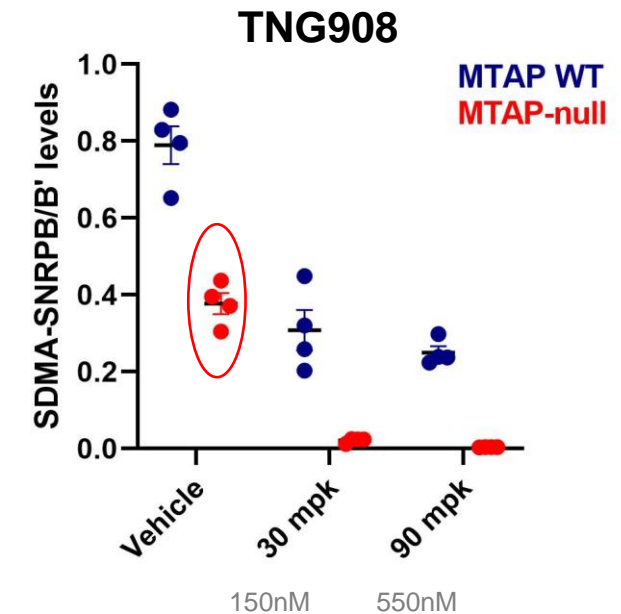 TNG908
MTAP WT
MTAP-null
SDMA-SNRPB/B' levels
1.0
0.8
0.6
0.4
0.2
0.0
Vehicle
30 mpk
90 mpk
150nM
550nM